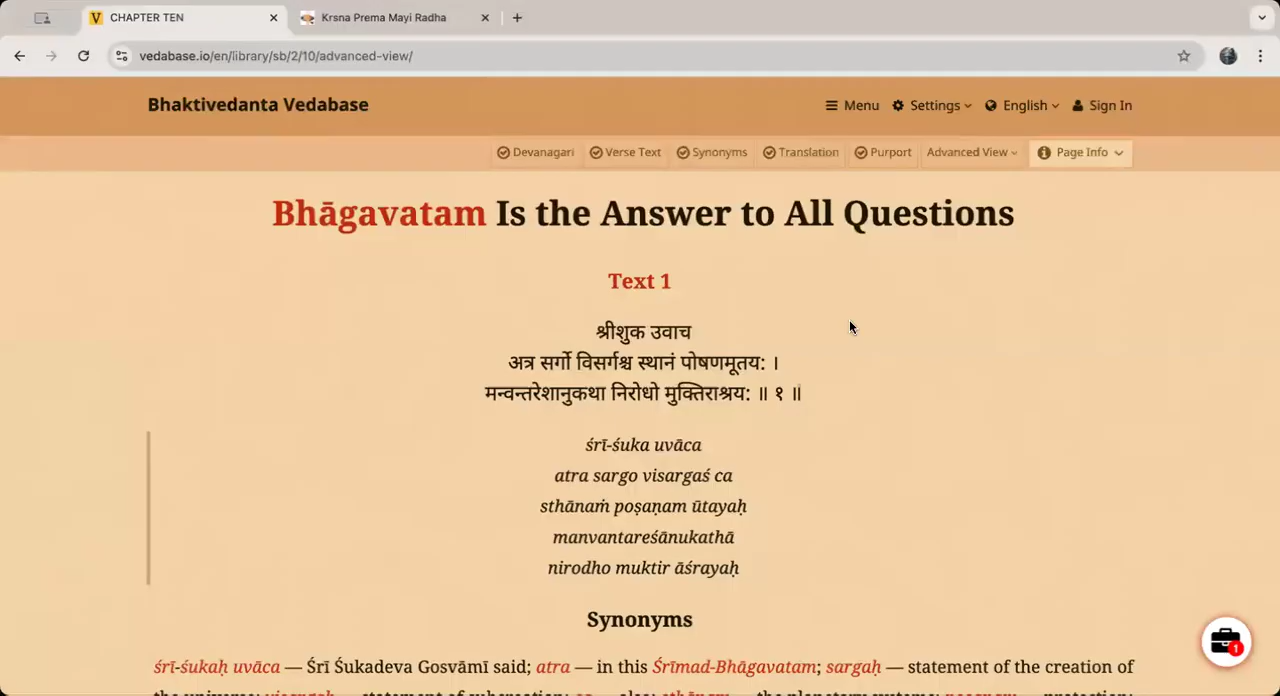 CHAPTER TEN
Krsna Prema Mayi Radha
vedabase.io/en/library/sb/2/10/advanced-view/
Bhaktivedanta Vedabase
Menu Settings English Sign In
Devanagari Verse Text Synonyms Translation Purport Advanced View Page Info
Bhāgavatam Is the Answer to All Questions
Text 1
श्रीशुक उवाच
अत्र सर्गो विसर्गश्च स्थानं पोषणमूतय: ।
मन्वन्तरेशानुकथा निरोधो मुक्तिराश्रय: ॥ १ ॥
śrī-śuka uvāca
atra sargo visargaś ca
sthānaṁ poṣaṇam ūtayaḥ
manvantareśānukathā
nirodho muktir āśrayaḥ
Synonyms
śrī-śukaḥ uvāca — Śrī Śukadeva Gosvāmī said; atra — in this Śrīmad-Bhāgavatam; sargaḥ — statement of the creation of
1